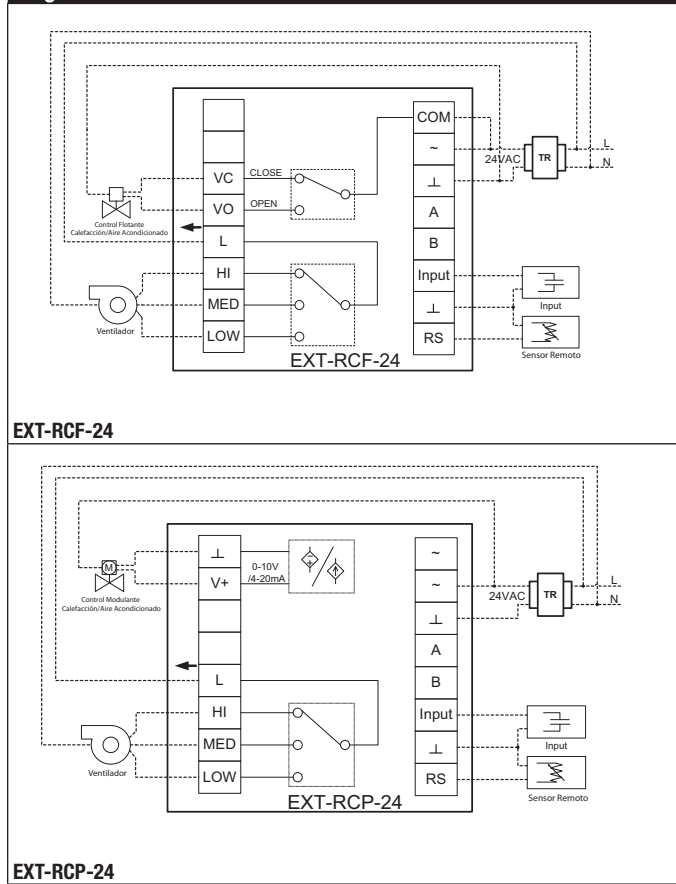 COM
~
24VAC
TR
L
N
⊥
VC
CLOSE
VO
OPEN
A
Control Flotante
Calefacción/Aire Acondicionado
L
B
HI
Input
MED
⊥
Input
Ventilador
LOW
RS
Sensor Remoto
EXT-RCF-24
EXT-RCF-24
⊥
~
V+
0-10V
/4-20mA
~
24VAC
TR
L
N
M
Control Modulante
Calefacción/Aire Acondicionado
⊥
A
L
B
HI
Input
MED
⊥
Input
Ventilador
LOW
RS
Sensor Remoto
EXT-RCP-24
EXT-RCP-24